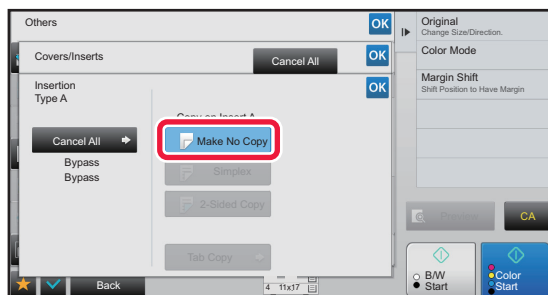 Others
OK
Covers/Inserts
Cancel All
OK
Insertion
Type A
OK
Copy on Insert A
Cancel All
Make No Copy
Bypass
Bypass
Simplex
2-Sided Copy
Tab Copy
Back
4 11x17
Original
Change Size/Direction.
Color Mode
Margin Shift
Shift Position to Have Margin
Preview
CA
B/W
Start
Color
Start